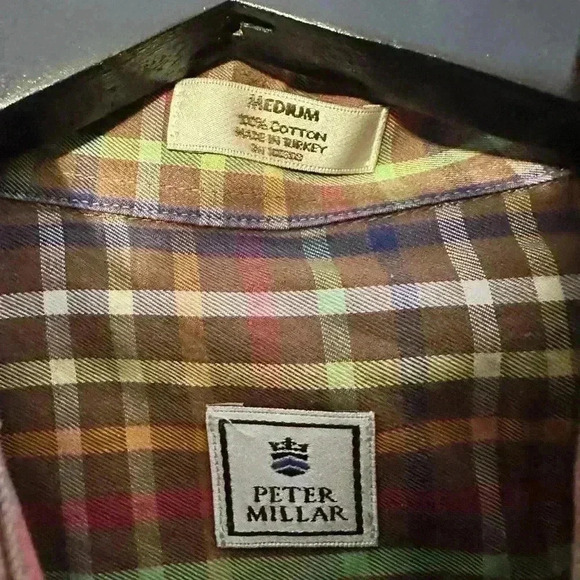 MEDIUM
100% COTTON
MADE IN TURKEY
PETER
MILLAR